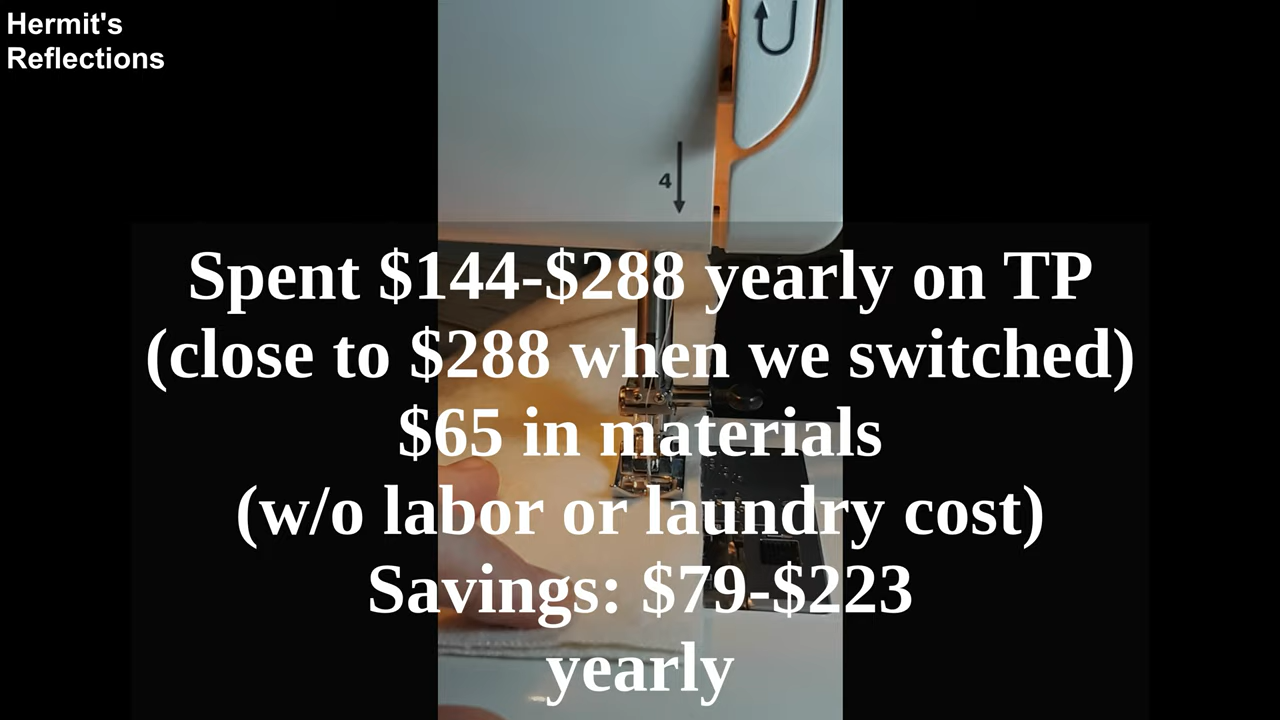 Hermit's
Reflections
4
Spent $144-$288 yearly on TP
(close to $288 when we switched)
$65 in materials
(w/o labor or laundry cost)
Savings: $79-$223
yearly